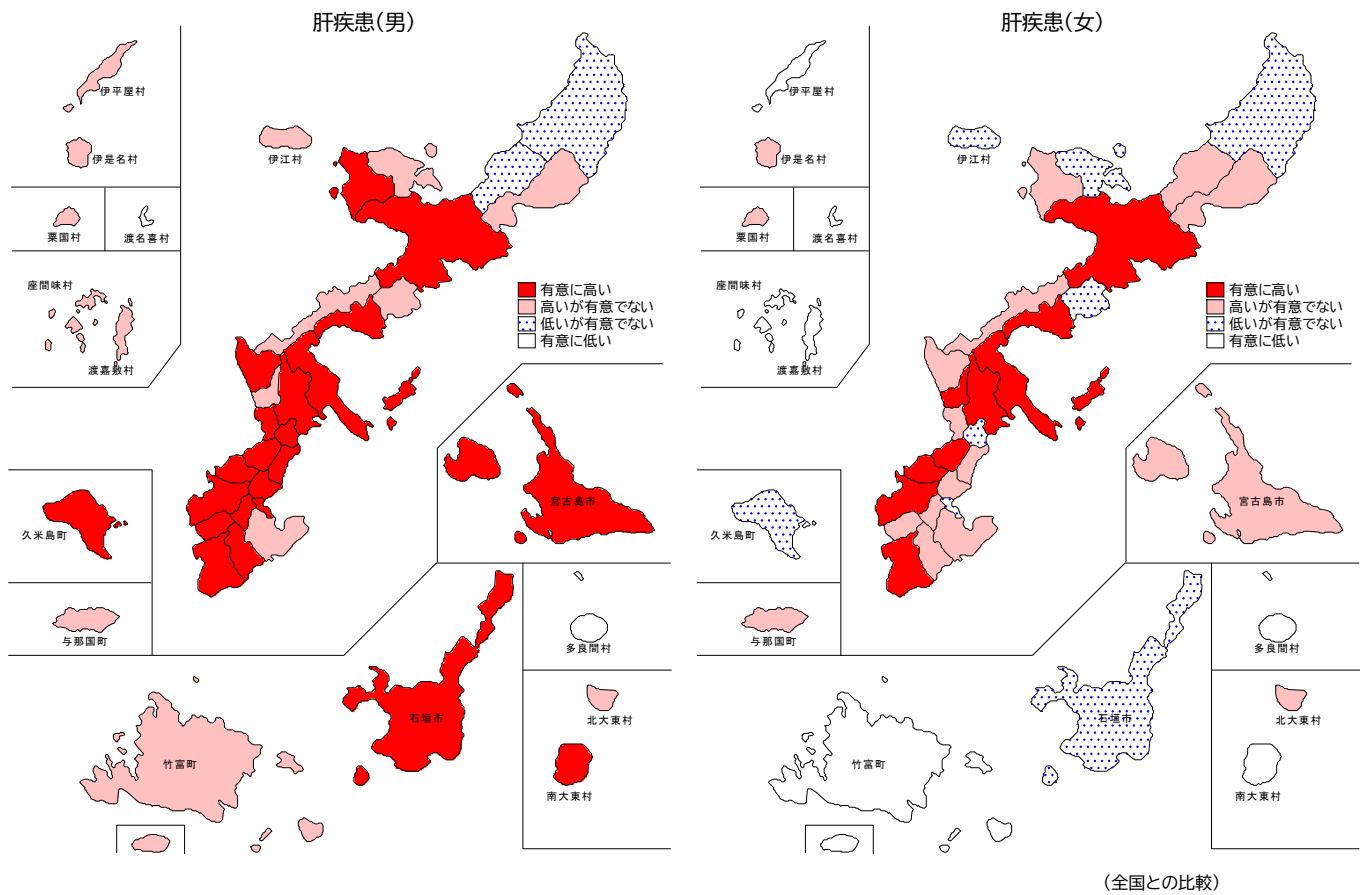 肝疾患（男）
伊平屋村
伊是名村
伊江村
粟国村
渡名喜村
座間味村
渡嘉敷村
有意に高い
高いが有意でない
低いが有意でない
有意に低い
久米島町
宮古島市
与那国町
多良間村
石垣市
北大東村
竹富町
南大東村
肝疾患（女）
伊平屋村
伊是名村
伊江村
粟国村
渡名喜村
座間味村
渡嘉敷村
有意に高い
高いが有意でない
低いが有意でない
有意に低い
久米島町
宮古島市
与那国町
多良間村
石垣市
北大東村
竹富町
南大東村
（全国との比較）